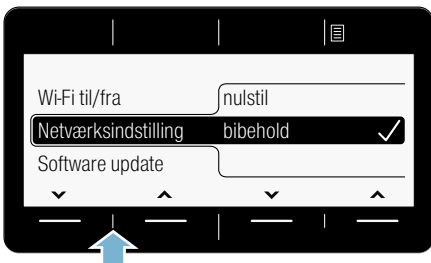 Wi-Fi til/fra nulstil
Netværksindstilling bibehold
Software update